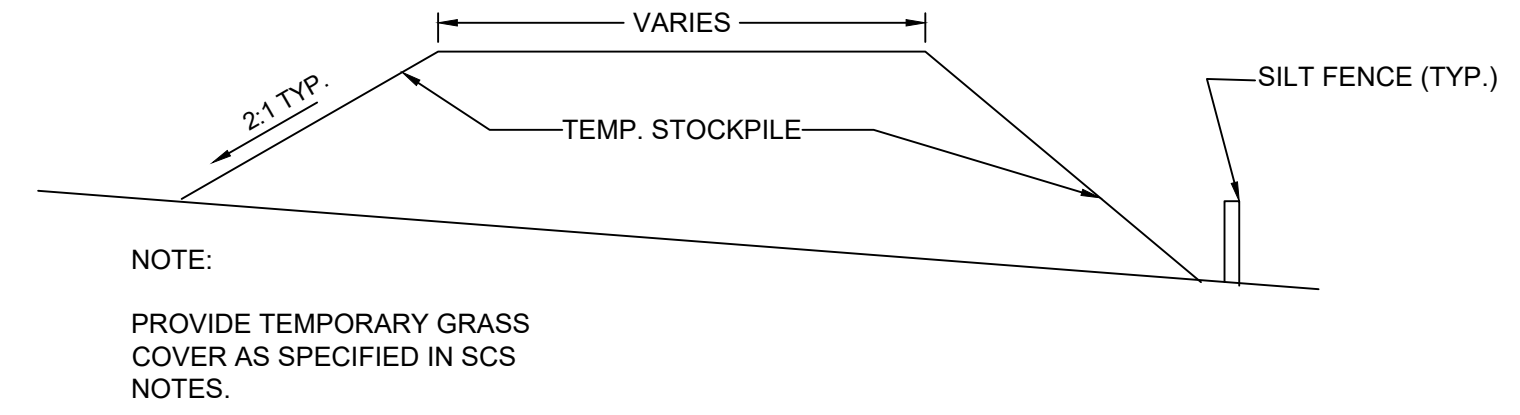 VARIES
SILT FENCE (TYP.)
2:1 TYP.
TEMP. STOCKPILE
NOTE:
PROVIDE TEMPORARY GRASS
COVER AS SPECIFIED IN SCS
NOTES.